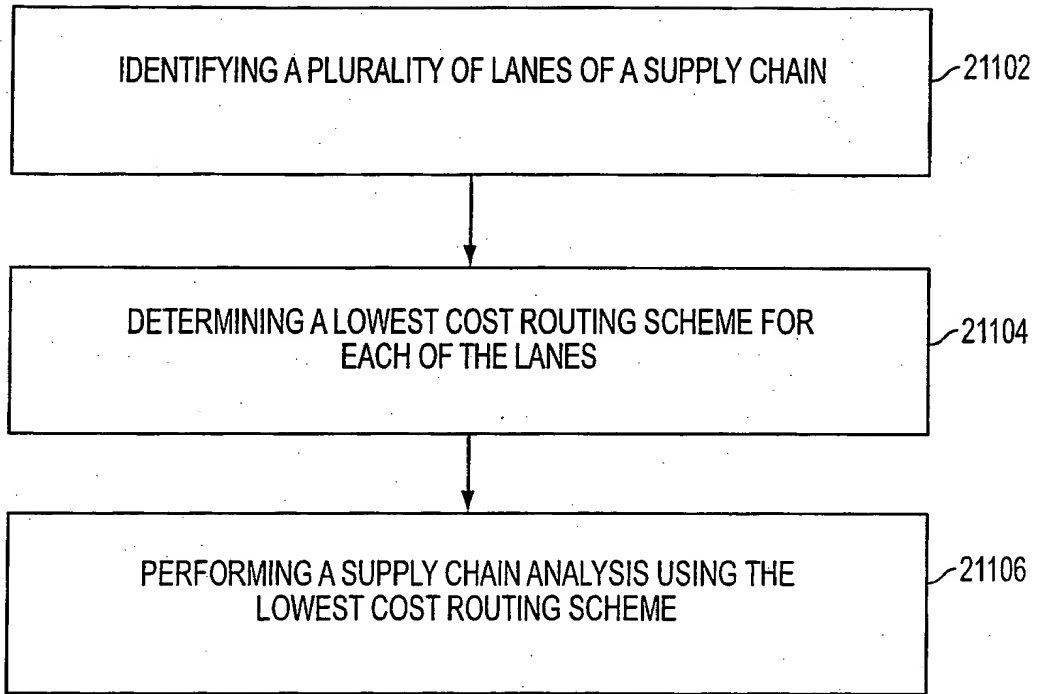 IDENTIFYING A PLURALITY OF LANES OF A SUPPLY CHAIN
21102
DETERMINING A LOWEST COST ROUTING SCHEME FOR
EACH OF THE LANES
21104
PERFORMING A SUPPLY CHAIN ANALYSIS USING THE
LOWEST COST ROUTING SCHEME
21106